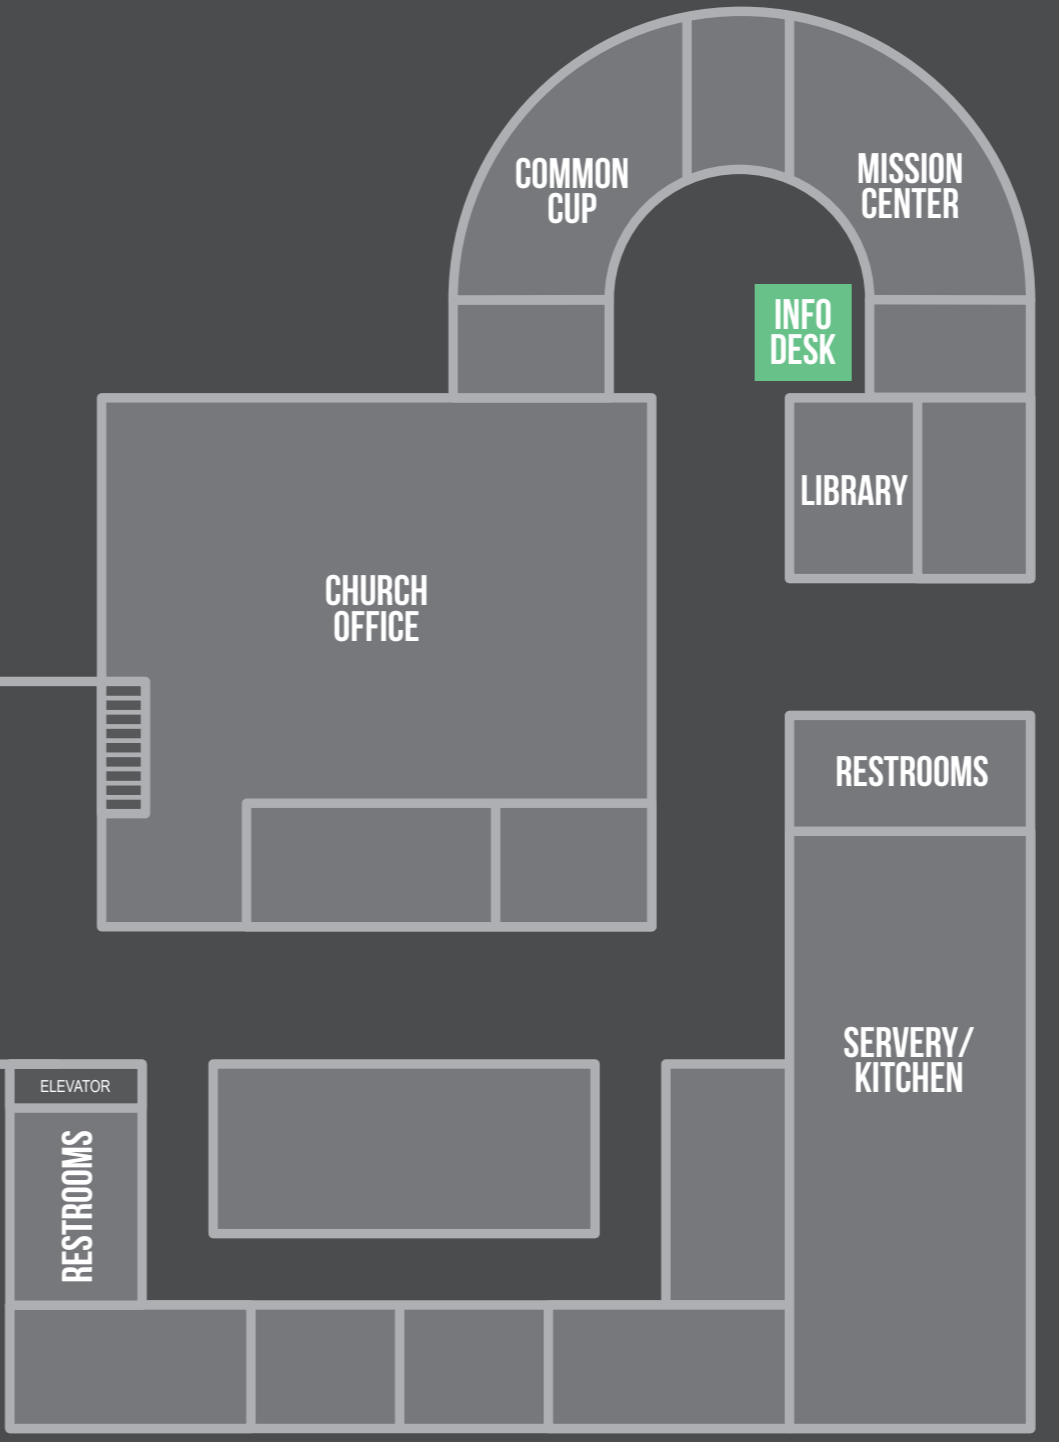 COMMON
CUP
MISSION
CENTER
INFO
DESK
LIBRARY
CHURCH
OFFICE
RESTROOMS
SERVERY/
KITCHEN
ELEVATOR
RESTROOMS